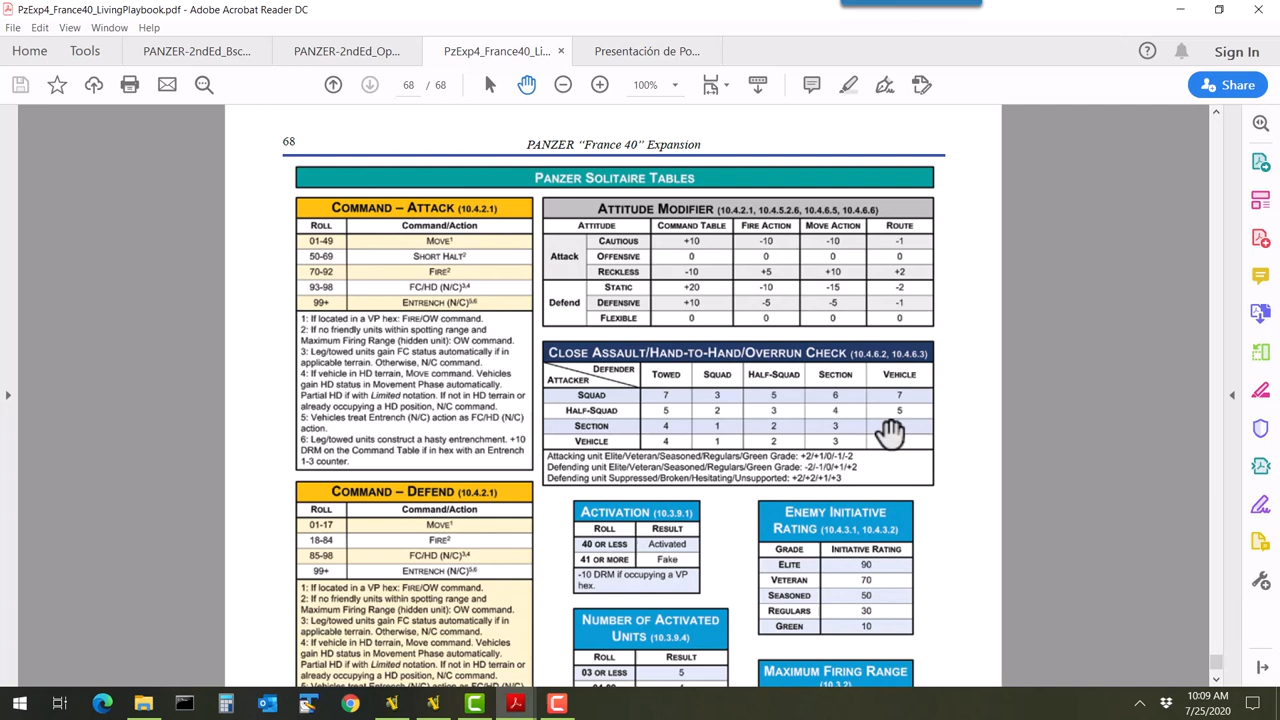 PzExp4_France40_LivingPlaybook.pdf - Adobe Acrobat Reader DC
File Edit View Window Help
Home Tools PANZER-2ndEd_Bsc... PANZER-2ndEd_Op... PzExp4_France40_Li... × Presentación de Po... Sign In
68 / 68 100% Share
68 PANZER “France 40” Expansion
PANZER SOLITAIRE TABLES
COMMAND – ATTACK (10.4.2.1)
ROLL Command/Action
01-49 MOVE¹
50-69 SHORT HALT²
70-92 FIRE²
93-98 FC/HD (N/C)³,⁴
99+ ENTRENCH (N/C)⁵,⁶
1: If located in a VP hex: FIRE/OW command.
2: If no friendly units within spotting range and
Maximum Firing Range (hidden unit): OW command.
3: Leg/towed units gain FC status automatically if in
applicable terrain. Otherwise, N/C command.
4: If vehicle in HD terrain, MOVE command. Vehicles
gain HD status in Movement Phase automatically.
Partial HD if with Limited notation. If not in HD terrain or
already occupying a HD position, N/C command.
5: Vehicles treat Entrench (N/C) action as FC/HD (N/C)
action.
6: Leg/towed units construct a hasty entrenchment. +10
DRM on the Command Table if in hex with an Entrench
1-3 counter.
COMMAND – DEFEND (10.4.2.1)
ROLL Command/Action
01-17 MOVE¹
18-84 FIRE²
85-98 FC/HD (N/C)³,⁴
99+ ENTRENCH (N/C)⁵,⁶
1: If located in a VP hex: FIRE/OW command.
2: If no friendly units within spotting range and
Maximum Firing Range (hidden unit): OW command.
3: Leg/towed units gain FC status automatically if in
applicable terrain. Otherwise, N/C command.
4: If vehicle in HD terrain, Move command. Vehicles
gain HD status in Movement Phase automatically.
Partial HD if with Limited notation. If not in HD terrain or
already occupying a HD position, N/C command.
ATTITUDE MODIFIER (10.4.2.1, 10.4.5.2.6, 10.4.6.5, 10.4.6.6)
ATTITUDE COMMAND TABLE FIRE ACTION MOVE ACTION ROUTE
Attack
CAUTIOUS +10 -10 -10 -1
OFFENSIVE 0 0 0 0
RECKLESS -10 +5 +10 +2
Defend
STATIC +20 -10 -15 -2
DEFENSIVE +10 -5 -5 -1
FLEXIBLE 0 0 0 0
CLOSE ASSAULT/HAND-TO-HAND/OVERRUN CHECK (10.4.6.2, 10.4.6.3)
DEFENDER
ATTACKER
TOWED SQUAD HALF-SQUAD SECTION VEHICLE
SQUAD 7 3 5 6 7
HALF-SQUAD 5 2 3 4 5
SECTION 4 1 2 3
VEHICLE 4 1 2 3
Attacking unit Elite/Veteran/Seasoned/Regulars/Green Grade: +2/+1/0/-1/-2
Defending unit Elite/Veteran/Seasoned/Regulars/Green Grade: -2/-1/0/+1/+2
Defending unit Suppressed/Broken/Hesitating/Unsupported: +2/+2/+1/+3
ACTIVATION (10.3.9.1)
ROLL RESULT
40 OR LESS Activated
41 OR MORE Fake
-10 DRM if occupying a VP
hex.
NUMBER OF ACTIVATED
UNITS (10.3.9.4)
ROLL RESULT
03 OR LESS 5
ENEMY INITIATIVE
RATING (10.4.3.1, 10.4.3.2)
GRADE INITIATIVE RATING
ELITE 90
VETERAN 70
SEASONED 50
REGULARS 30
GREEN 10
MAXIMUM FIRING RANGE
(10.3.2)
10:09 AM
7/25/2020